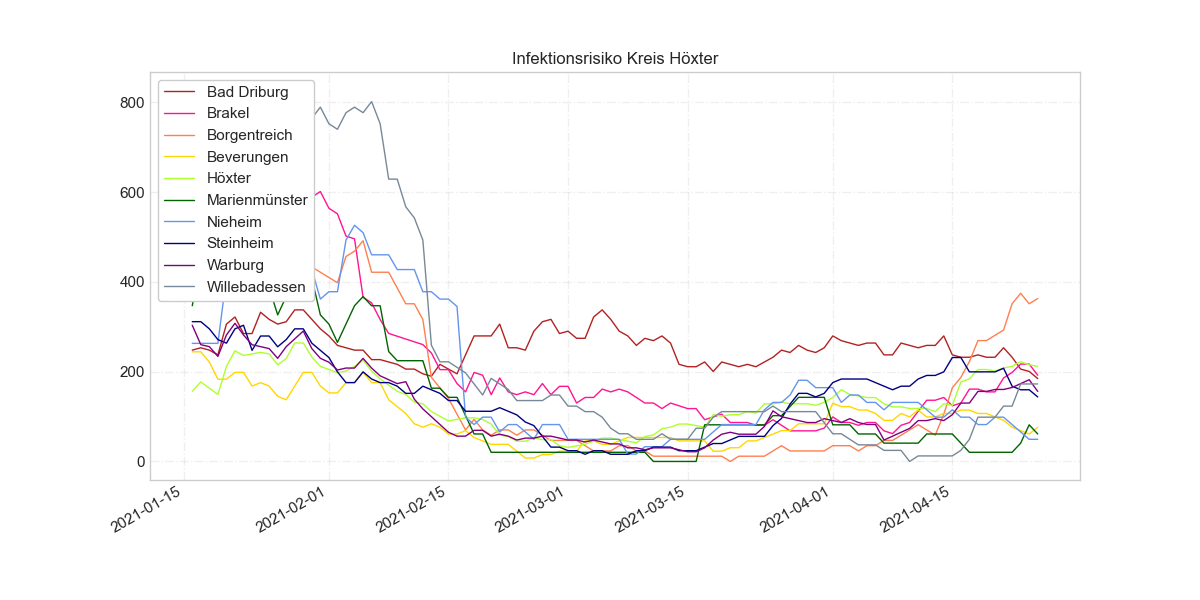 Infektionsrisiko Kreis Höxter
Bad Driburg
Brakel
Borgentreich
Beverungen
Höxter
Marienmünster
Nieheim
Steinheim
Warburg
Willebadessen
800
600
400
200
0
2021-01-15
2021-02-01
2021-02-15
2021-03-01
2021-03-15
2021-04-01
2021-04-15